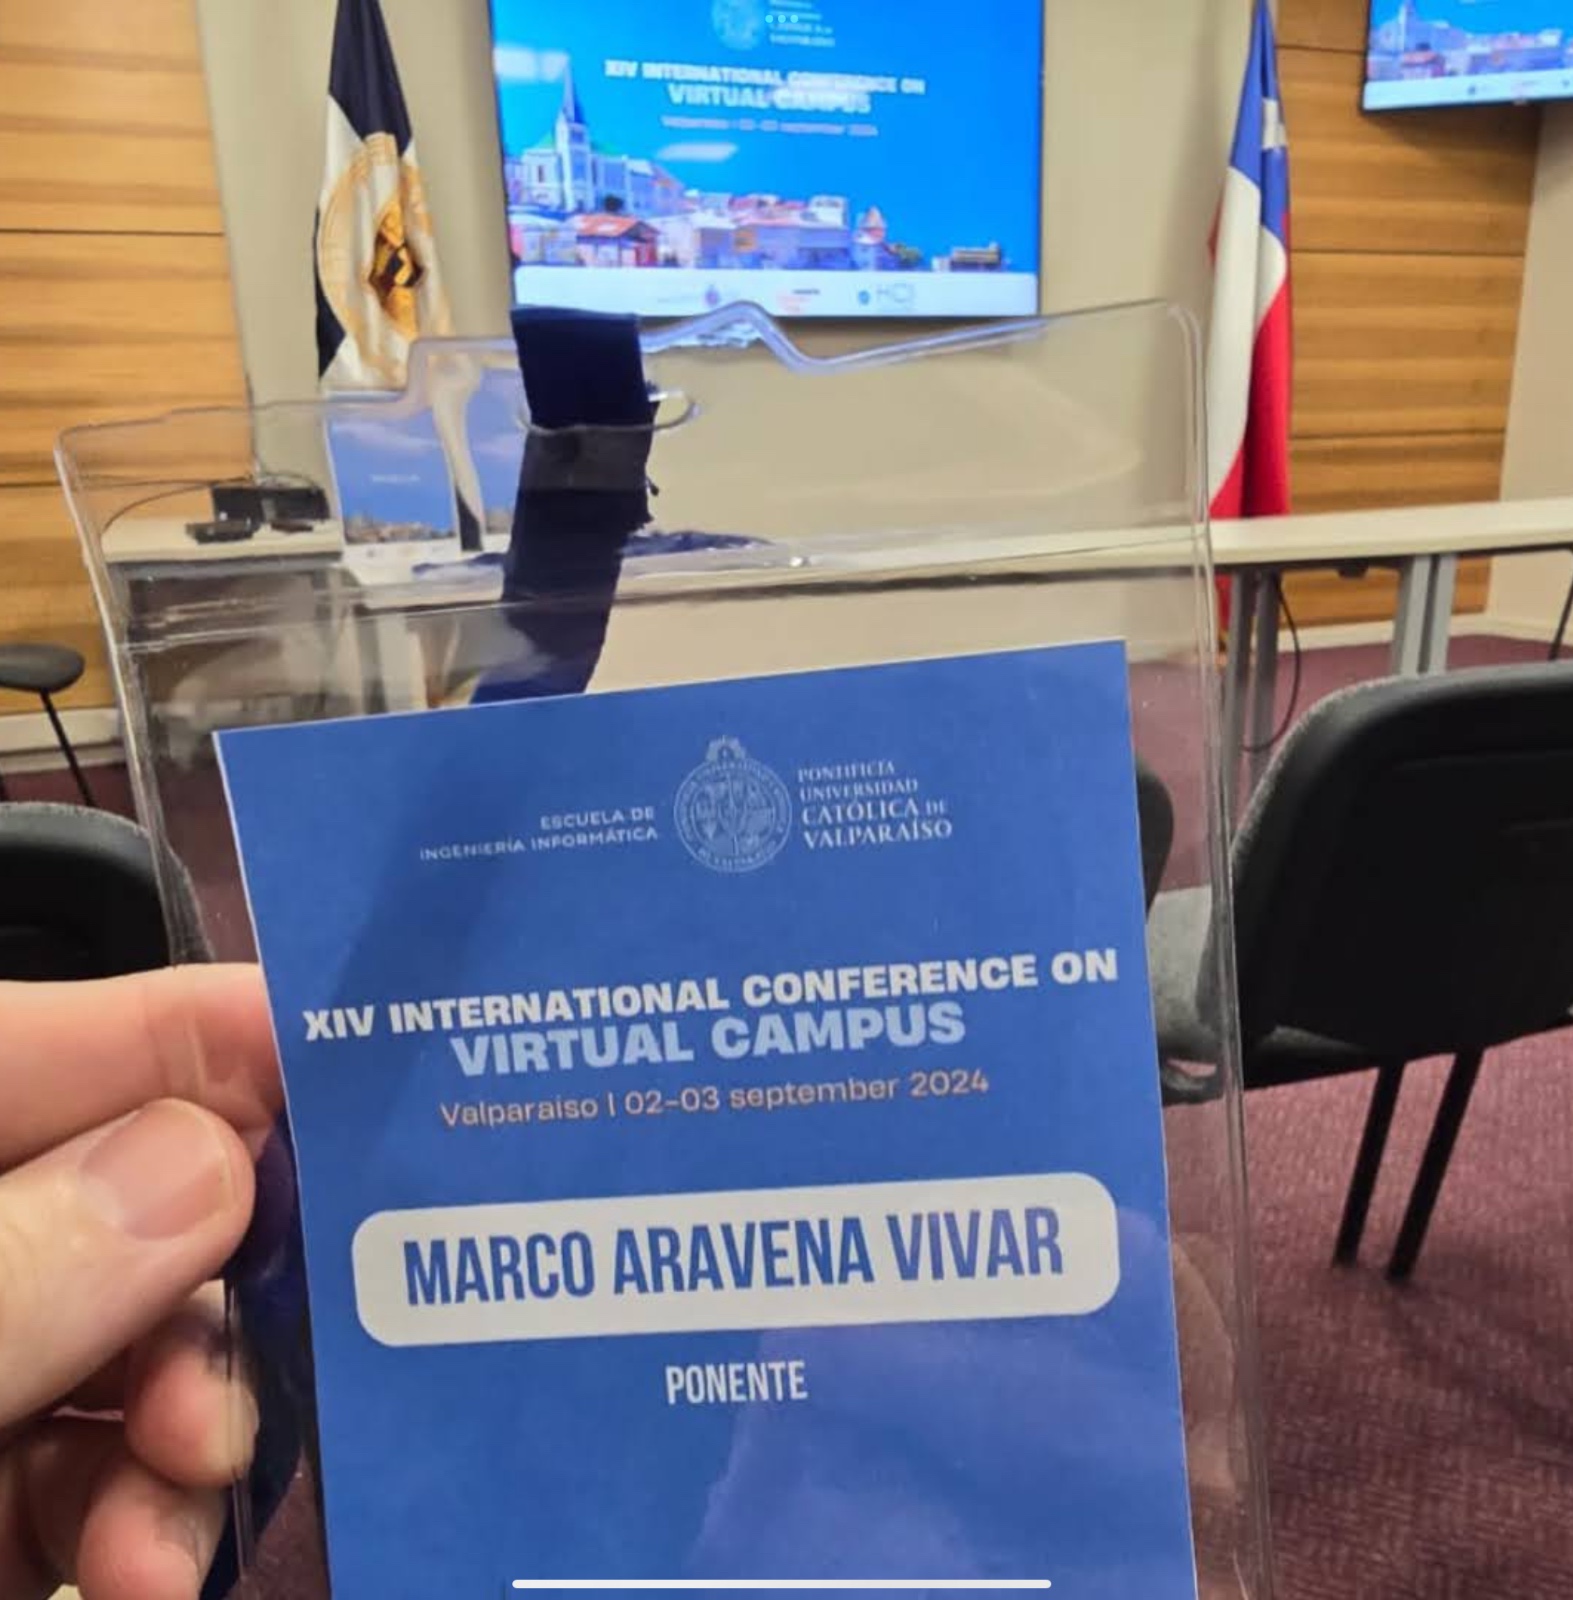 XIV INTERNATIONAL CONFERENCE ON
VIRTUAL CAMPUS
ESCUELA DE
INGENIERÍA INFORMÁTICA
PONTIFICIA
UNIVERSIDAD
CATÓLICA DE
VALPARAÍSO
XIV INTERNATIONAL CONFERENCE ON
VIRTUAL CAMPUS
Valparaiso | 02-03 september 2024
MARCO ARAVENA VIVAR
PONENTE